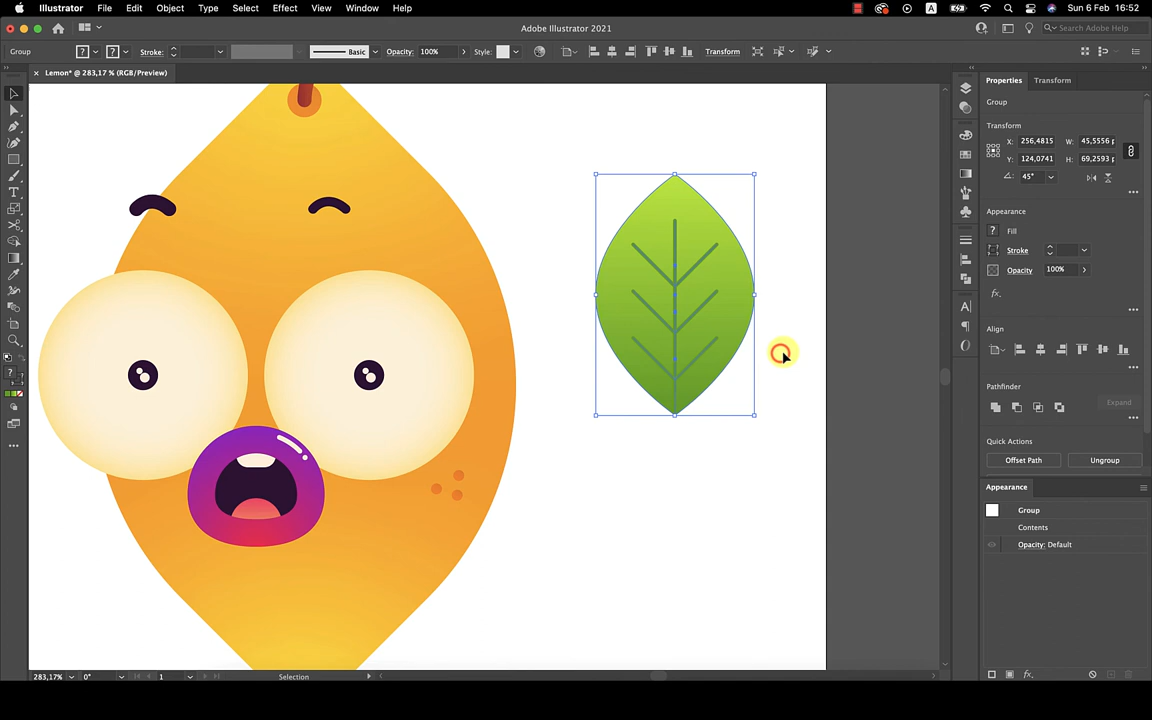 Illustrator File Edit Object Type Select Effect View Window Help
A Sun 6 Feb 16:52
Adobe Illustrator 2021
Search Adobe Help
Group ? ? Stroke: Basic Opacity: 100% Style: Transform
× Lemon* @ 283,17 % (RGB/Preview)
Properties Transform
Group
Transform
X: 256,4815 W: 45,5556 p
Y: 124,0741 H: 69,2593 p
45°
Appearance
? Fill
Stroke
Opacity 100%
fx
Align
Pathfinder
Expand
Quick Actions
Offset Path Ungroup
Appearance
Group
Contents
Opacity: Default
fx
283,17% 0° 1 Selection